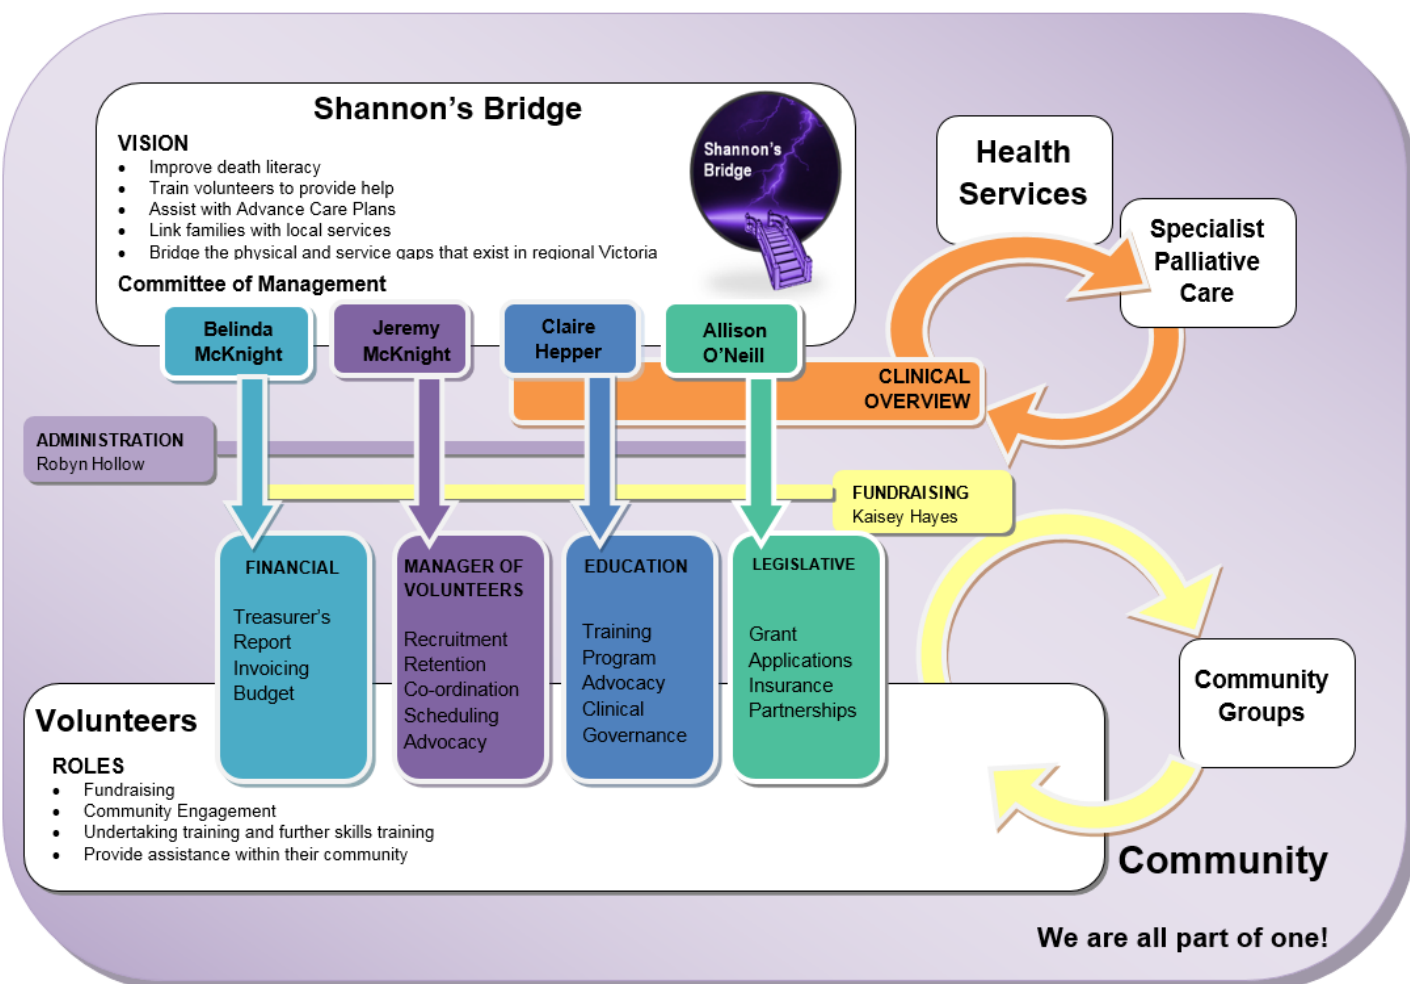 Shannon's Bridge
VISION
• Improve death literacy
• Train volunteers to provide help
• Assist with Advance Care Plans
• Link families with local services
• Bridge the physical and service gaps that exist in regional Victoria
Committee of Management
Shannon's
Bridge
Health
Services
Specialist
Palliative
Care
Belinda
McKnight
Jeremy
McKnight
Claire
Hepper
Allison
O'Neill
CLINICAL
OVERVIEW
ADMINISTRATION
Robyn Hollow
FUNDRAISING
Kaisey Hayes
FINANCIAL
Treasurer's
Report
Invoicing
Budget
MANAGER OF
VOLUNTEERS
Recruitment
Retention
Co-ordination
Scheduling
Advocacy
EDUCATION
Training
Program
Advocacy
Clinical
Governance
LEGISLATIVE
Grant
Applications
Insurance
Partnerships
Community
Groups
Volunteers
ROLES
• Fundraising
• Community Engagement
• Undertaking training and further skills training
• Provide assistance within their community
Community
We are all part of one!